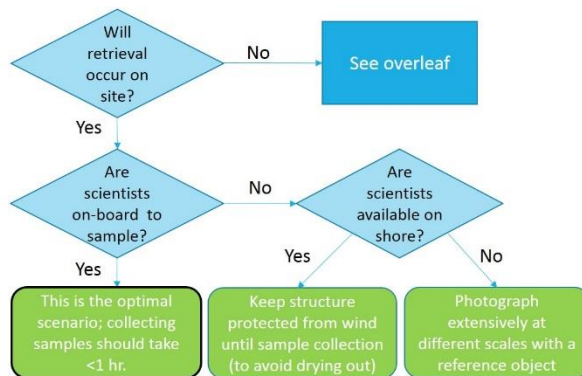 Will
retrieval
occur on
site?
No
See overleaf
Yes
Are
scientists
on-board to
sample?
No
Are
scientists
available on
shore?
Yes
Yes
No
This is the optimal
scenario; collecting
samples should take
<1 hr.
Keep structure
protected from wind
until sample collection
(to avoid drying out)
Photograph
extensively at
different scales with a
reference object